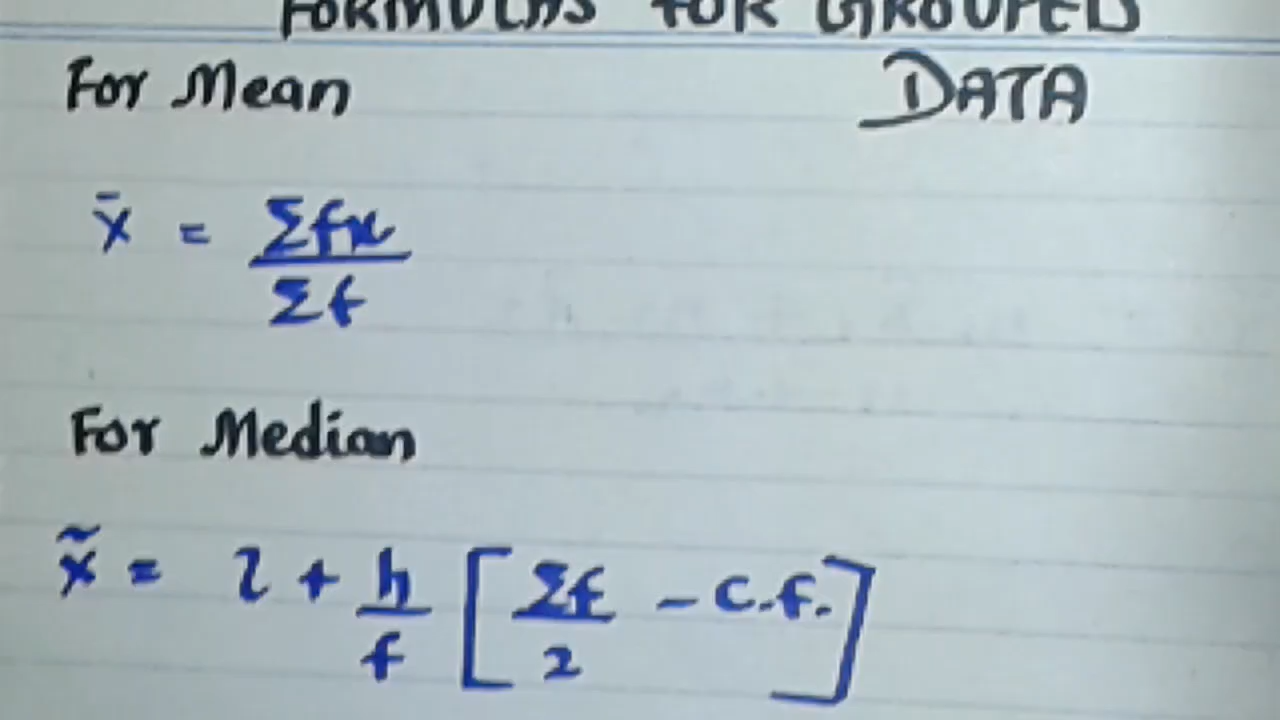 FORMULAS FOR GROUPED
DATA
For Mean
x̄ = Σfx / Σf
For Median
x̃ = l + h/f [Σf/2 - c.f.]